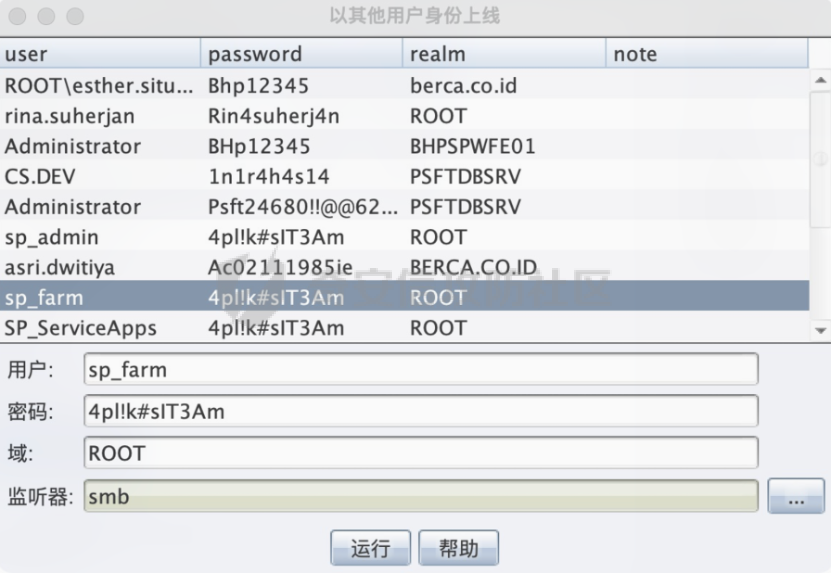 以其他用户身份上线
user password realm note
ROOT\esther.situ... Bhp12345 berca.co.id
rina.suherjan Rin4suherj4n ROOT
Administrator BHp12345 BHPSPWFE01
CS.DEV 1n1r4h4s14 PSFTDBSRV
Administrator Psft24680!!@@62... PSFTDBSRV
sp_admin 4pl!k#sIT3Am ROOT
asri.dwitiya Ac02111985ie BERCA.CO.ID
sp_farm 4pl!k#sIT3Am ROOT
SP_ServiceApps 4pl!k#sIT3Am ROOT
用户: sp_farm
密码: 4pl!k#sIT3Am
域: ROOT
监听器: smb ...
运行 帮助